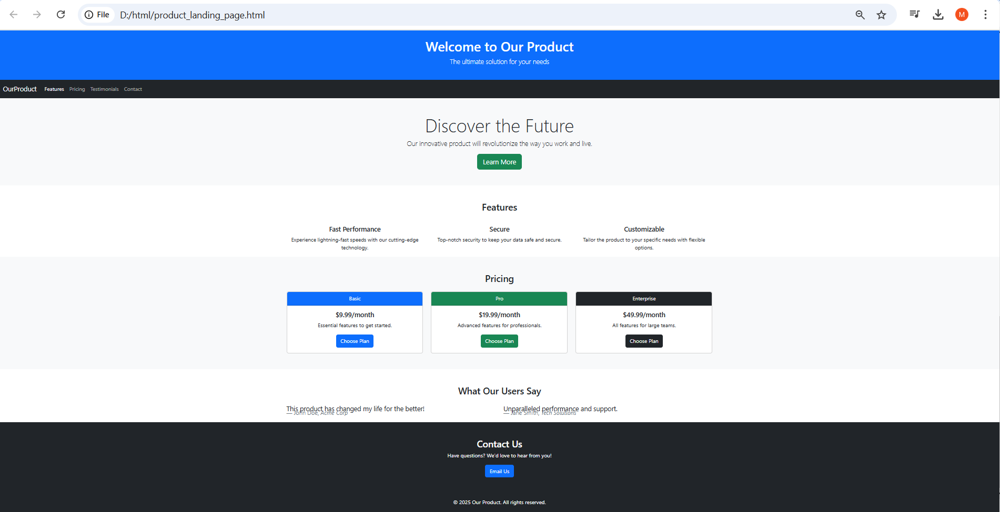 File D:/html/product_landing_page.html
M
Welcome to Our Product
The ultimate solution for your needs
OurProduct Features Pricing Testimonials Contact
Discover the Future
Our innovative product will revolutionize the way you work and live.
Learn More
Features
Fast Performance
Experience lightning-fast speeds with our cutting-edge
technology.
Secure
Top-notch security to keep your data safe and secure.
Customizable
Tailor the product to your specific needs with flexible
options.
Pricing
Basic
$9.99/month
Essential features to get started.
Choose Plan
Pro
$19.99/month
Advanced features for professionals.
Choose Plan
Enterprise
$49.99/month
All features for large teams.
Choose Plan
What Our Users Say
This product has changed my life for the better!
— John Doe, Acme Corp
Unparalleled performance and support.
— Jane Smith, Tech Solutions
Contact Us
Have questions? We'd love to hear from you!
Email Us
© 2025 Our Product. All rights reserved.